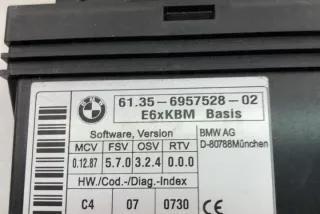 BMW
61.35-6957528-02
E6xKBM Basis
Software, Version
BMW AG
D-80788München
MCV FSV OSV RTV
0.12.87 5.7.0 3.2.4 0.0.0
HW./Cod.-/Diag.-Index
C4 07 0730